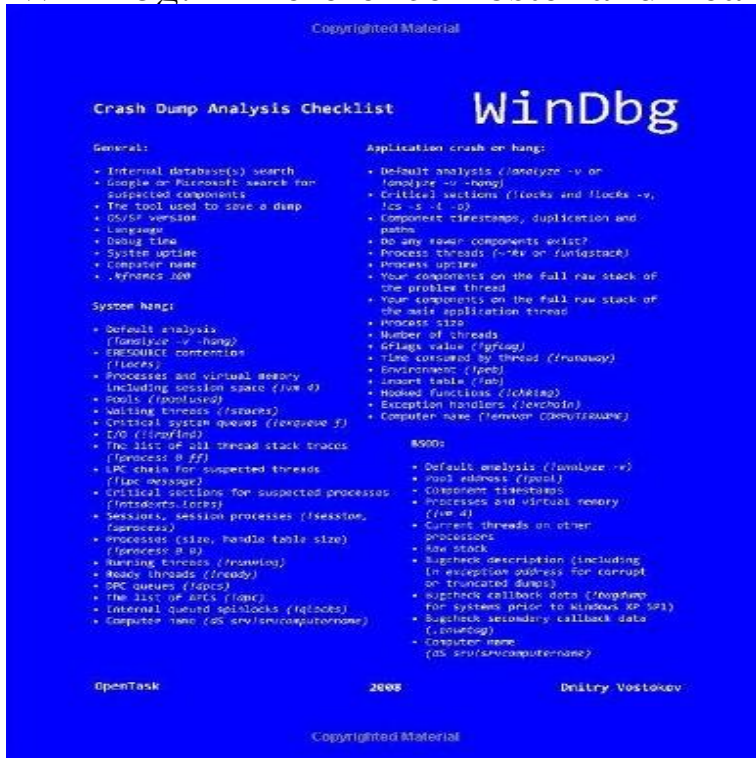 Copyrighted Material
Crash Dump Analysis Checklist
WinDbg
General:
• Internal database(s) search
• Google or Microsoft search for
suspected components
• The tool used to save a dump
• OS/SP version
• Language
• Debug time
• System uptime
• Computer name
• .kframes 100
System hang:
• Default analysis
(!analyze -v -hang)
• ERESOURCE contention
(!locks)
• Processes and virtual memory
including session space (!vm 4)
• Pools (!poolused)
• Waiting threads (!stacks)
• Critical system queues (!exqueue f)
• I/O (!irpfind)
• The list of all thread stack traces
(!process 0 ff)
• LPC chain for suspected threads
(!lpc message)
• Critical sections for suspected processes
(!ntsdexts.locks)
• Sessions, session processes (!session,
!sprocess)
• Processes (size, handle table size)
(!process 0 0)
• Running threads (!running)
• Ready threads (!ready)
• DPC queues (!dpcs)
• The list of APCs (!apc)
• Internal queued spinlocks (!qlocks)
• Computer name (dS srv!srvcomputername)
Application crash or hang:
• Default analysis (!analyze -v or
!analyze -v -hang)
• Critical sections (!locks and !locks -v,
!cs -s -l -o)
• Component timestamps, duplication and
paths
• Do any newer components exist?
• Process threads (~*kv or !uniqstack)
• Process uptime
• Your components on the full raw stack of
the problem thread
• Your components on the full raw stack of
the main application thread
• Process size
• Number of threads
• Gflags value (!gflag)
• Time consumed by thread (!runaway)
• Environment (!peb)
• Import table (!dh)
• Hooked functions (!chkimg)
• Exception handlers (!exchain)
• Computer name (!envvar COMPUTERNAME)
BSOD:
• Default analysis (!analyze -v)
• Pool address (!pool)
• Component timestamps
• Processes and virtual memory
(!vm 4)
• Current threads on other
processors
• Raw stack
• Bugcheck description (including
ln exception address for corrupt
or truncated dumps)
• Bugcheck callback data (!bugdump
for systems prior to Windows XP SP1)
• Bugcheck secondary callback data
(.enumtag)
• Computer name
(dS srv!srvcomputername)
OpenTask
2008
Dmitry Vostokov
Copyrighted Material